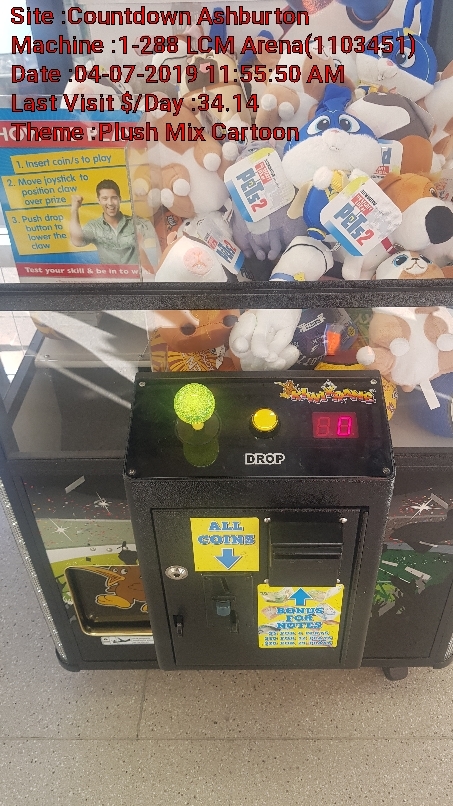 Site :Countdown Ashburton
Machine :1-288 LCM Arena(1103451)
Date :04-07-2019 11:55:50 AM
Last Visit $/Day :34.14
Theme :Plush Mix Cartoon
HO
1. Insert coin/s to play
2. Move joystick to
position claw
over prize
3. Push drop
button to
lower the
claw
Test your skill & be in to w
PETS 2
PETS 2
PETS 2
DROP
ALL
COINS
BONUS
FOR
NOTES